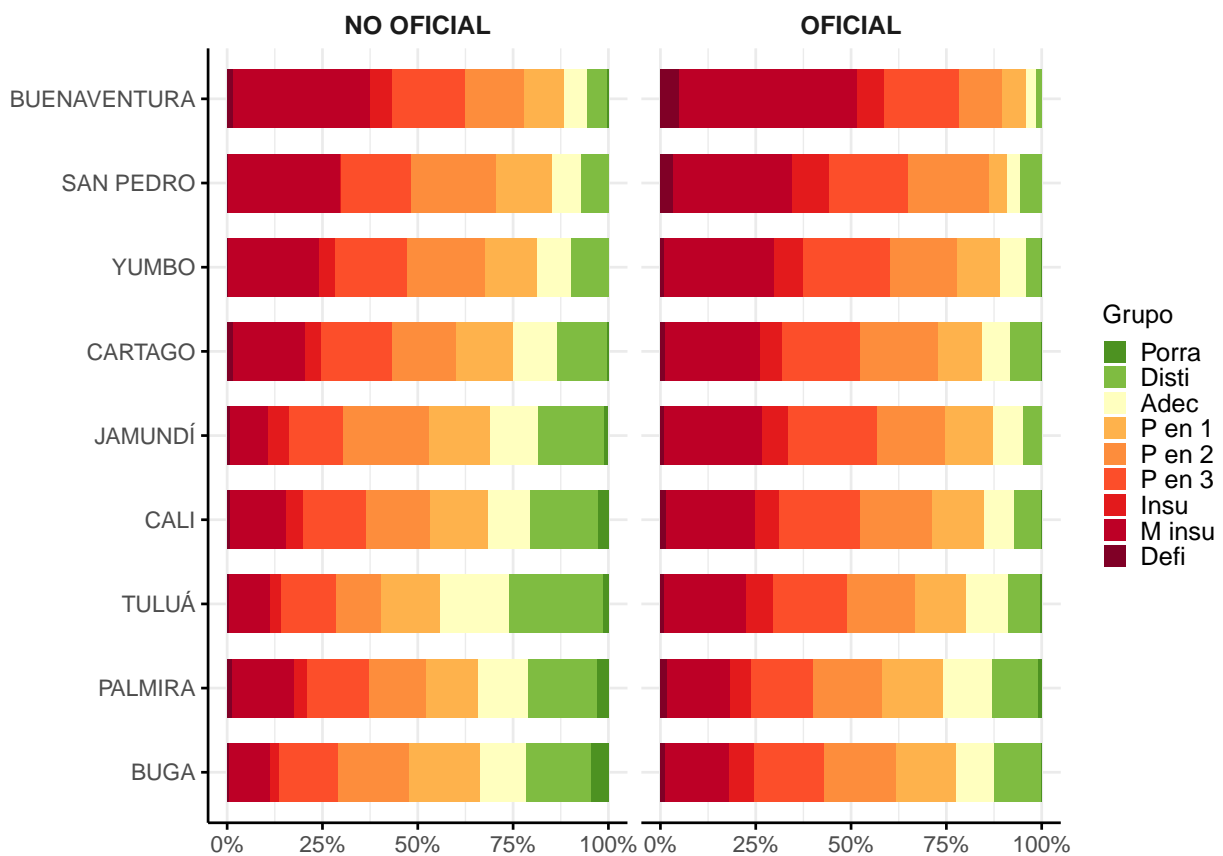 NO OFICIAL
OFICIAL
BUENAVENTURA
SAN PEDRO
YUMBO
CARTAGO
JAMUNDÍ
CALI
TULUÁ
PALMIRA
BUGA
0% 25% 50% 75% 100%
0% 25% 50% 75% 100%
Grupo
Porra
Disti
Adec
P en 1
P en 2
P en 3
Insu
M insu
Defi